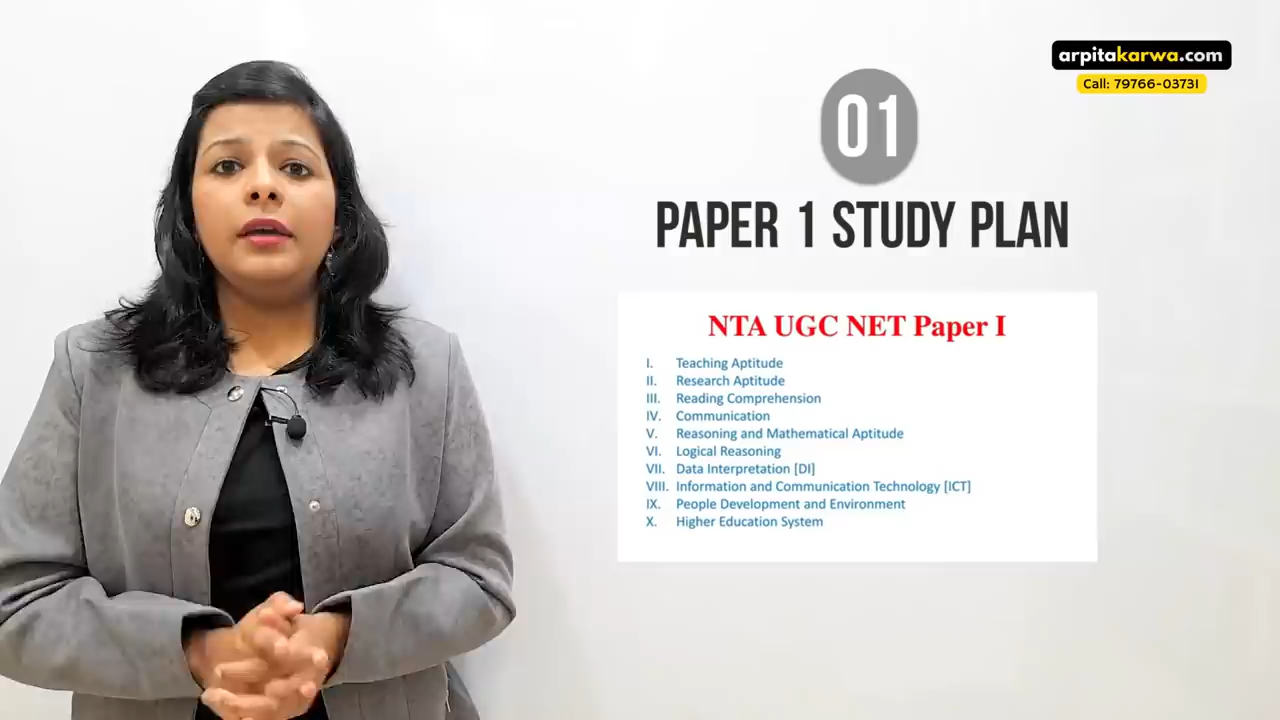 arpitakarwa.com
Call: 79766-03731
01
PAPER 1 STUDY PLAN
NTA UGC NET Paper I
I. Teaching Aptitude
II. Research Aptitude
III. Reading Comprehension
IV. Communication
V. Reasoning and Mathematical Aptitude
VI. Logical Reasoning
VII. Data Interpretation [DI]
VIII. Information and Communication Technology [ICT]
IX. People Development and Environment
X. Higher Education System